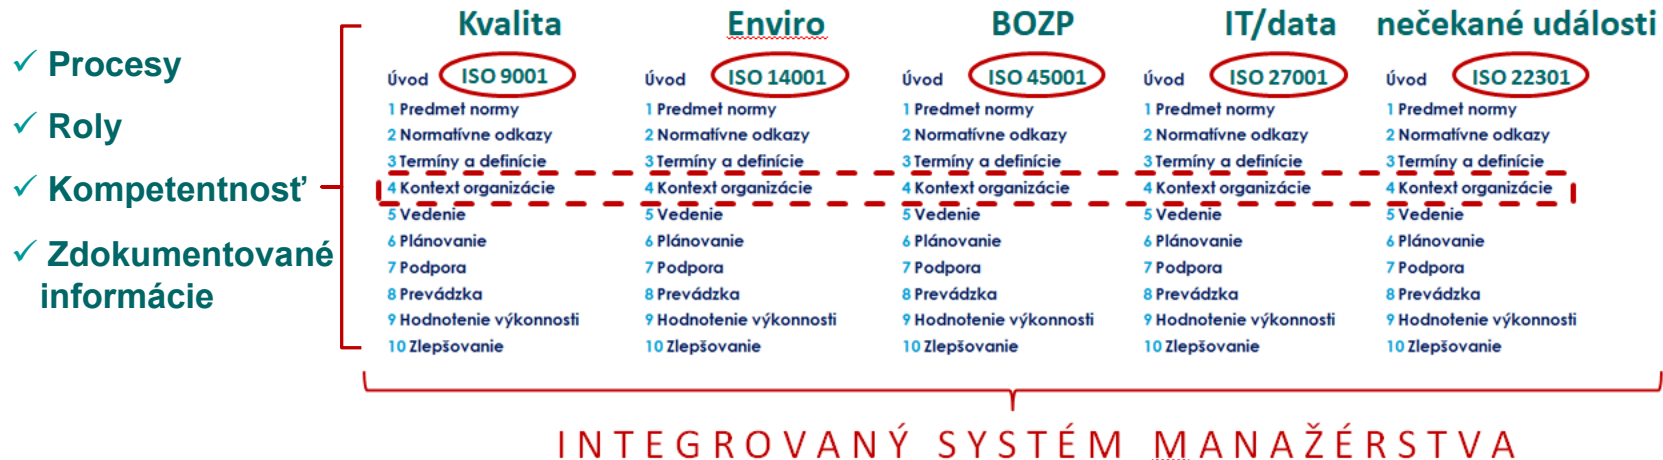 ✓ Procesy
✓ Roly
✓ Kompetentnosť
✓ Zdokumentované
informácie
Kvalita
Úvod ISO 9001
1 Predmet normy
2 Normatívne odkazy
3 Termíny a definície
4 Kontext organizácie
5 Vedenie
6 Plánovanie
7 Podpora
8 Prevádzka
9 Hodnotenie výkonnosti
10 Zlepšovanie
Enviro
Úvod ISO 14001
1 Predmet normy
2 Normatívne odkazy
3 Termíny a definície
4 Kontext organizácie
5 Vedenie
6 Plánovanie
7 Podpora
8 Prevádzka
9 Hodnotenie výkonnosti
10 Zlepšovanie
BOZP
Úvod ISO 45001
1 Predmet normy
2 Normatívne odkazy
3 Termíny a definície
4 Kontext organizácie
5 Vedenie
6 Plánovanie
7 Podpora
8 Prevádzka
9 Hodnotenie výkonnosti
10 Zlepšovanie
IT/data
Úvod ISO 27001
1 Predmet normy
2 Normatívne odkazy
3 Termíny a definície
4 Kontext organizácie
5 Vedenie
6 Plánovanie
7 Podpora
8 Prevádzka
9 Hodnotenie výkonnosti
10 Zlepšovanie
nečekané události
Úvod ISO 22301
1 Predmet normy
2 Normatívne odkazy
3 Termíny a definície
4 Kontext organizácie
5 Vedenie
6 Plánovanie
7 Podpora
8 Prevádzka
9 Hodnotenie výkonnosti
10 Zlepšovanie
INTEGROVANÝ SYSTÉM MANAŽÉRSTVA